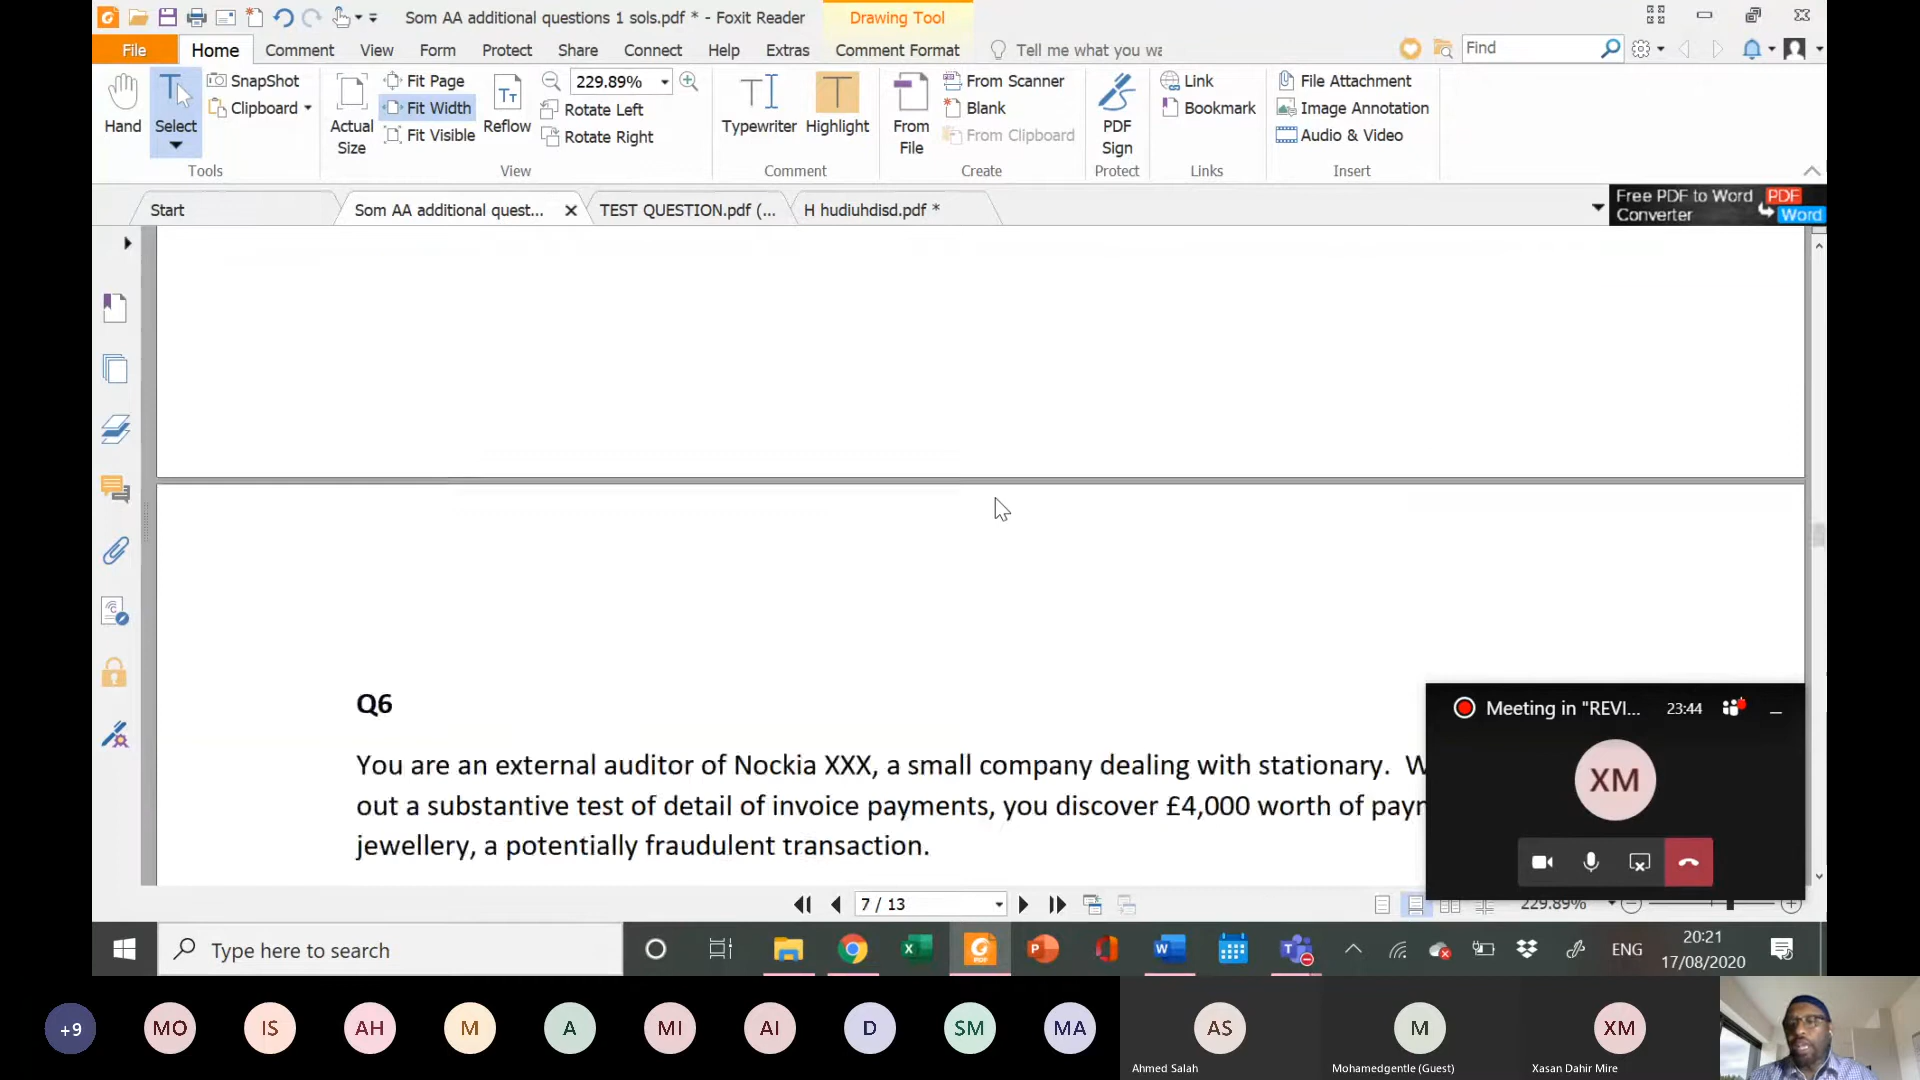 Som AA additional questions 1 sols.pdf * - Foxit Reader
Drawing Tool
File
Home
Comment
View
Form
Protect
Share
Connect
Help
Extras
Comment Format
Tell me what you wa
Find
Hand
Select
SnapShot
Clipboard
Tools
Actual Size
Fit Page
Fit Width
Fit Visible
Reflow
229.89%
Rotate Left
Rotate Right
View
Typewriter
Highlight
Comment
From File
From Scanner
Blank
From Clipboard
Create
PDF Sign
Protect
Link
Bookmark
Links
File Attachment
Image Annotation
Audio & Video
Insert
Start
Som AA additional quest...
TEST QUESTION.pdf (...
H hudiuhdisd.pdf *
Free PDF to Word
Converter
PDF
Word
Q6
You are an external auditor of Nockia XXX, a small company dealing with stationary. W
out a substantive test of detail of invoice payments, you discover £4,000 worth of payr
jewellery, a potentially fraudulent transaction.
Meeting in "REVI...
23:44
XM
7 / 13
229.89%
Type here to search
ENG
20:21
17/08/2020
+9
MO
IS
AH
M
A
MI
AI
D
SM
MA
AS
Ahmed Salah
M
Mohamedgentle (Guest)
XM
Xasan Dahir Mire